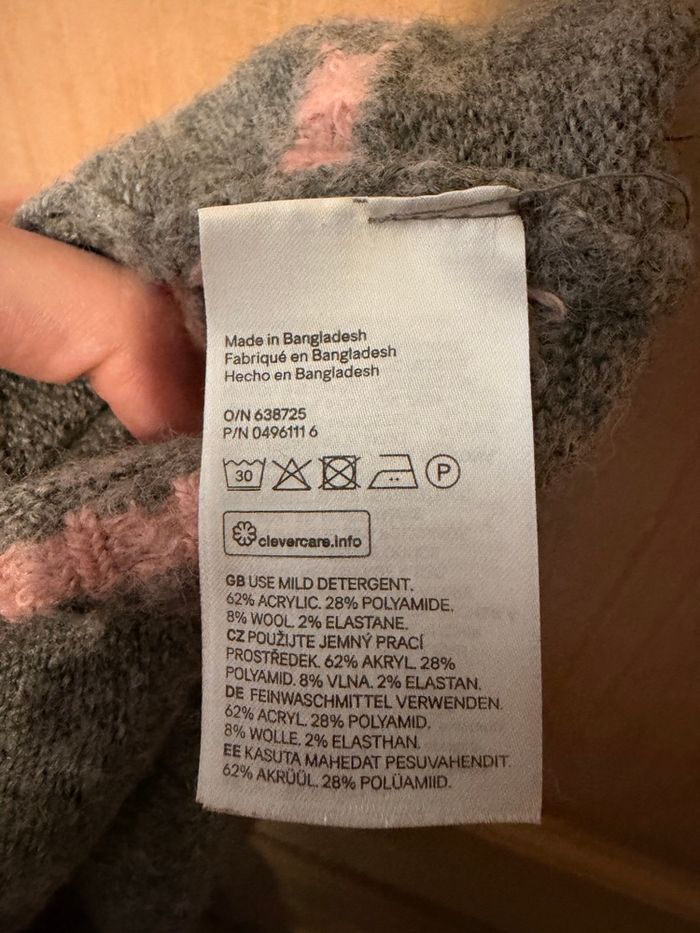 Made in Bangladesh
Fabriqué en Bangladesh
Hecho en Bangladesh
O/N 638725
P/N 0496111 6
30 P
clevercare.info
GB USE MILD DETERGENT.
62% ACRYLIC. 28% POLYAMIDE.
8% WOOL. 2% ELASTANE.
CZ POUŽIJTE JEMNÝ PRACÍ
PROSTŘEDEK. 62% AKRYL. 28%
POLYAMID. 8% VLNA. 2% ELASTAN.
DE FEINWASCHMITTEL VERWENDEN.
62% ACRYL. 28% POLYAMID.
8% WOLLE. 2% ELASTHAN.
EE KASUTA MAHEDAT PESUVAHENDIT.
62% AKRÜÜL. 28% POLÜAMIID.